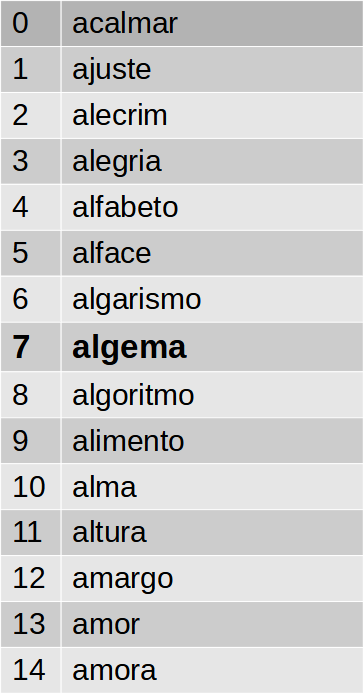 0 acalmar
1 ajuste
2 alecrim
3 alegria
4 alfabeto
5 alface
6 algarismo
7 algema
8 algoritmo
9 alimento
10 alma
11 altura
12 amargo
13 amor
14 amora